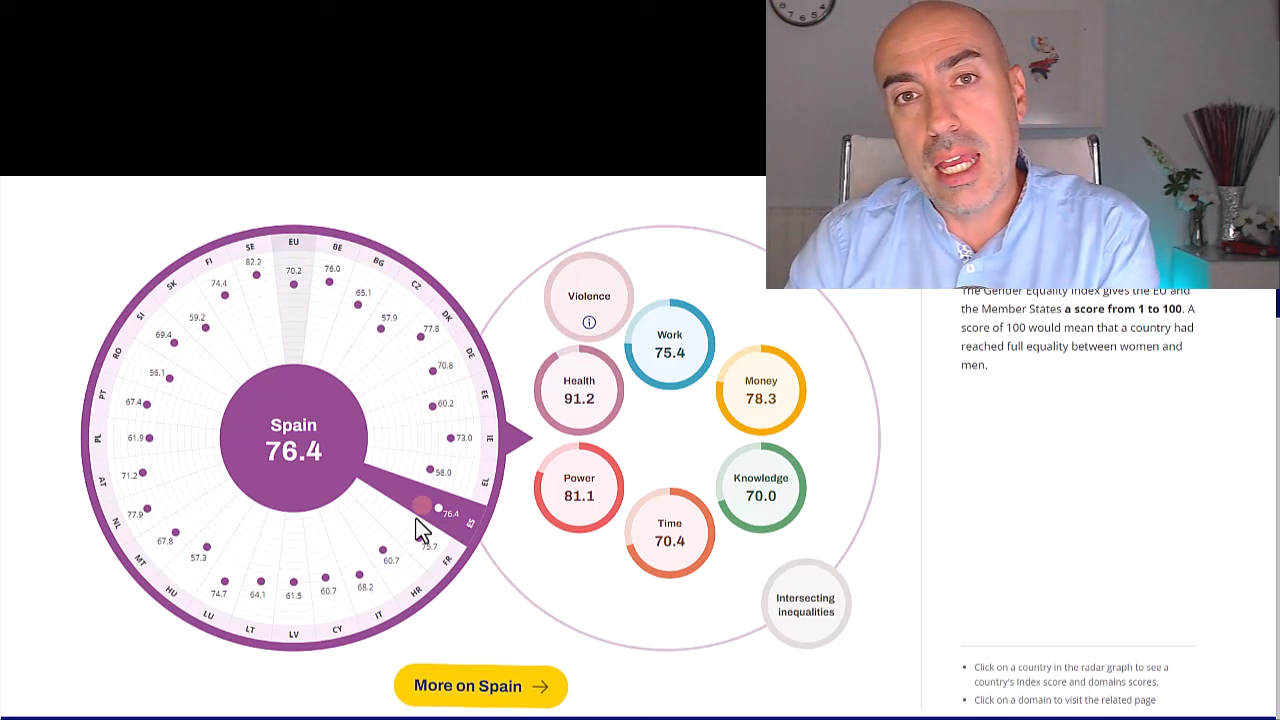 EU
70.2
BE
76.0
BG
65.1
CZ
57.9
DK
77.8
DE
70.8
EE
60.2
IE
73.0
EL
58.0
ES
76.4
FR
75.7
HR
60.7
IT
68.2
CY
60.7
LV
61.5
LT
64.1
LU
74.7
HU
57.3
MT
67.8
NL
77.9
AT
71.2
PL
61.9
PT
67.4
RO
56.1
SI
69.4
SK
59.2
FI
74.4
SE
82.2
Spain
76.4
Violence
Work
75.4
Health
91.2
Money
78.3
Power
81.1
Knowledge
70.0
Time
70.4
Intersecting
inequalities
More on Spain →
The Gender Equality Index gives the EU and
the Member States a score from 1 to 100. A
score of 100 would mean that a country had
reached full equality between women and
men.
• Click on a country in the radar graph to see a
country's Index score and domains scores.
• Click on a domain to visit the related page